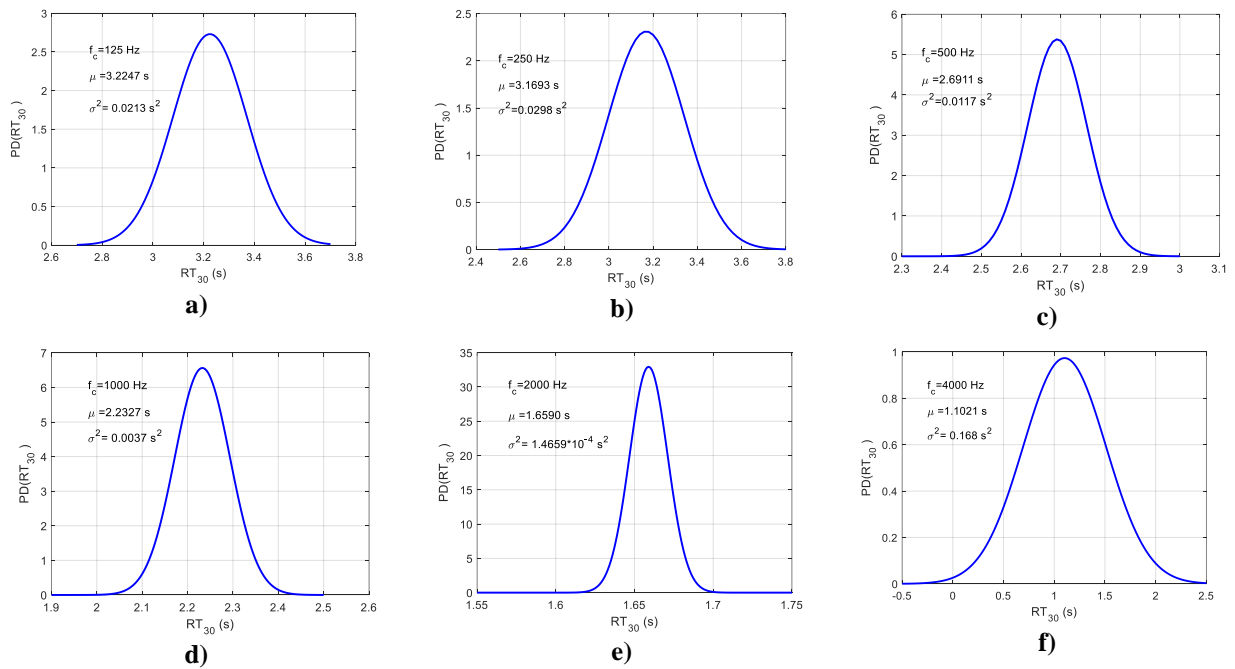 3
2.5
2
1.5
1
0.5
0
PD(RT30)
f_c=125 Hz
μ =3.2247 s
σ²= 0.0213 s²
2.6 2.8 3 3.2 3.4 3.6 3.8
RT30 (s)
a)
2.5
2
1.5
1
0.5
0
PD(RT30)
f_c=250 Hz
μ =3.1693 s
σ²=0.0298 s²
2.4 2.6 2.8 3 3.2 3.4 3.6 3.8
RT30 (s)
b)
6
5
4
3
2
1
0
PD(RT30)
f_c=500 Hz
μ =2.6911 s
σ²=0.0117 s²
2.3 2.4 2.5 2.6 2.7 2.8 2.9 3 3.1
RT30 (s)
c)
7
6
5
4
3
2
1
0
PD(RT30)
f_c=1000 Hz
μ =2.2327 s
σ²= 0.0037 s²
1.9 2 2.1 2.2 2.3 2.4 2.5 2.6
RT30 (s)
d)
35
30
25
20
15
10
5
0
PD(RT30)
f_c=2000 Hz
μ =1.6590 s
σ²= 1.4659*10⁻⁴ s²
1.55 1.6 1.65 1.7 1.75
RT30 (s)
e)
1
0.8
0.6
0.4
0.2
0
PD(RT30)
f_c=4000 Hz
μ =1.1021 s
σ²= 0.168 s²
-0.5 0 0.5 1 1.5 2 2.5
RT30 (s)
f)